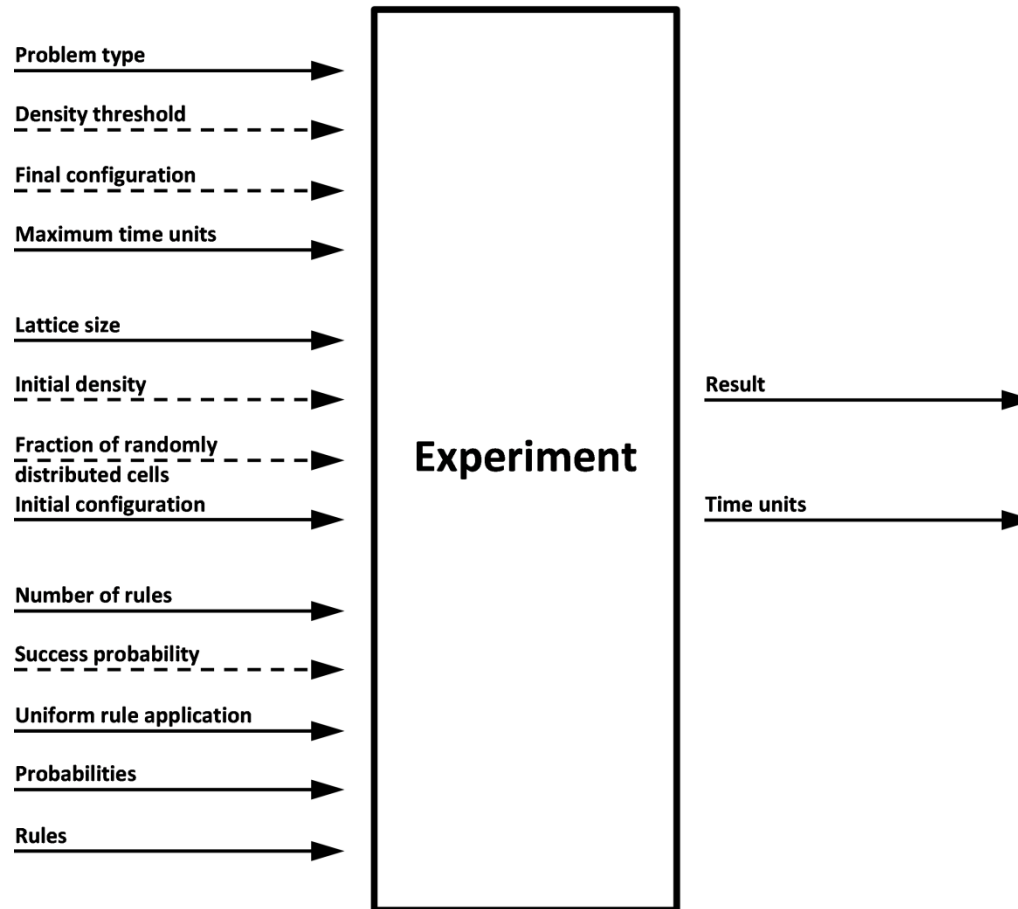 Problem type
Density threshold
Final configuration
Maximum time units
Lattice size
Initial density
Fraction of randomly
distributed cells
Initial configuration
Number of rules
Success probability
Uniform rule application
Probabilities
Rules
Experiment
Result
Time units